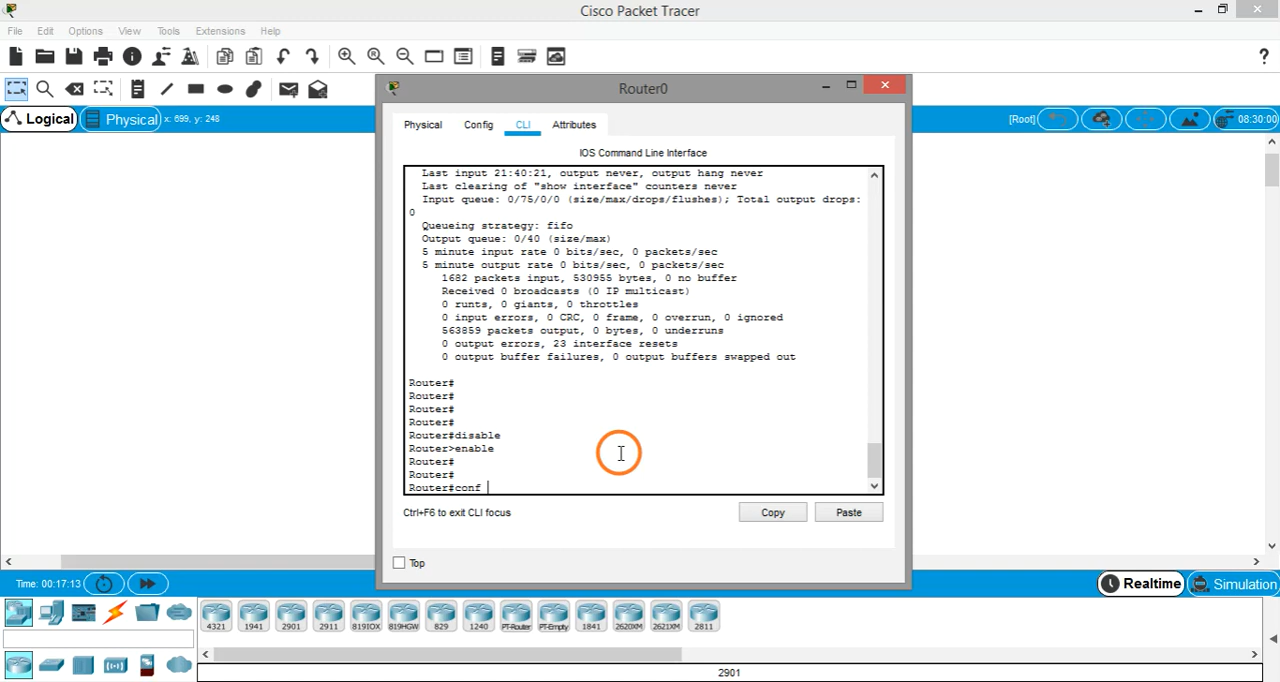 Cisco Packet Tracer
File Edit Options View Tools Extensions Help
?
Router0
Logical Physical x: 699, y: 248
[Root] 08:30:00
Physical Config CLI Attributes
IOS Command Line Interface
Last input 21:40:21, output never, output hang never
Last clearing of "show interface" counters never
Input queue: 0/75/0/0 (size/max/drops/flushes); Total output drops:
0
Queueing strategy: fifo
Output queue: 0/40 (size/max)
5 minute input rate 0 bits/sec, 0 packets/sec
5 minute output rate 0 bits/sec, 0 packets/sec
1682 packets input, 530955 bytes, 0 no buffer
Received 0 broadcasts (0 IP multicast)
0 runts, 0 giants, 0 throttles
0 input errors, 0 CRC, 0 frame, 0 overrun, 0 ignored
563859 packets output, 0 bytes, 0 underruns
0 output errors, 23 interface resets
0 output buffer failures, 0 output buffers swapped out
Router#
Router#
Router#
Router#
Router#disable
Router>enable
Router#
Router#
Router#conf
Ctrl+F6 to exit CLI focus Copy Paste
Top
Time: 00:17:13 Realtime Simulation
4321 1941 2901 2911 819IOX 819HGW 829 1240 PT-Router PT-Empty 1841 2620XM 2621XM 2811
2901